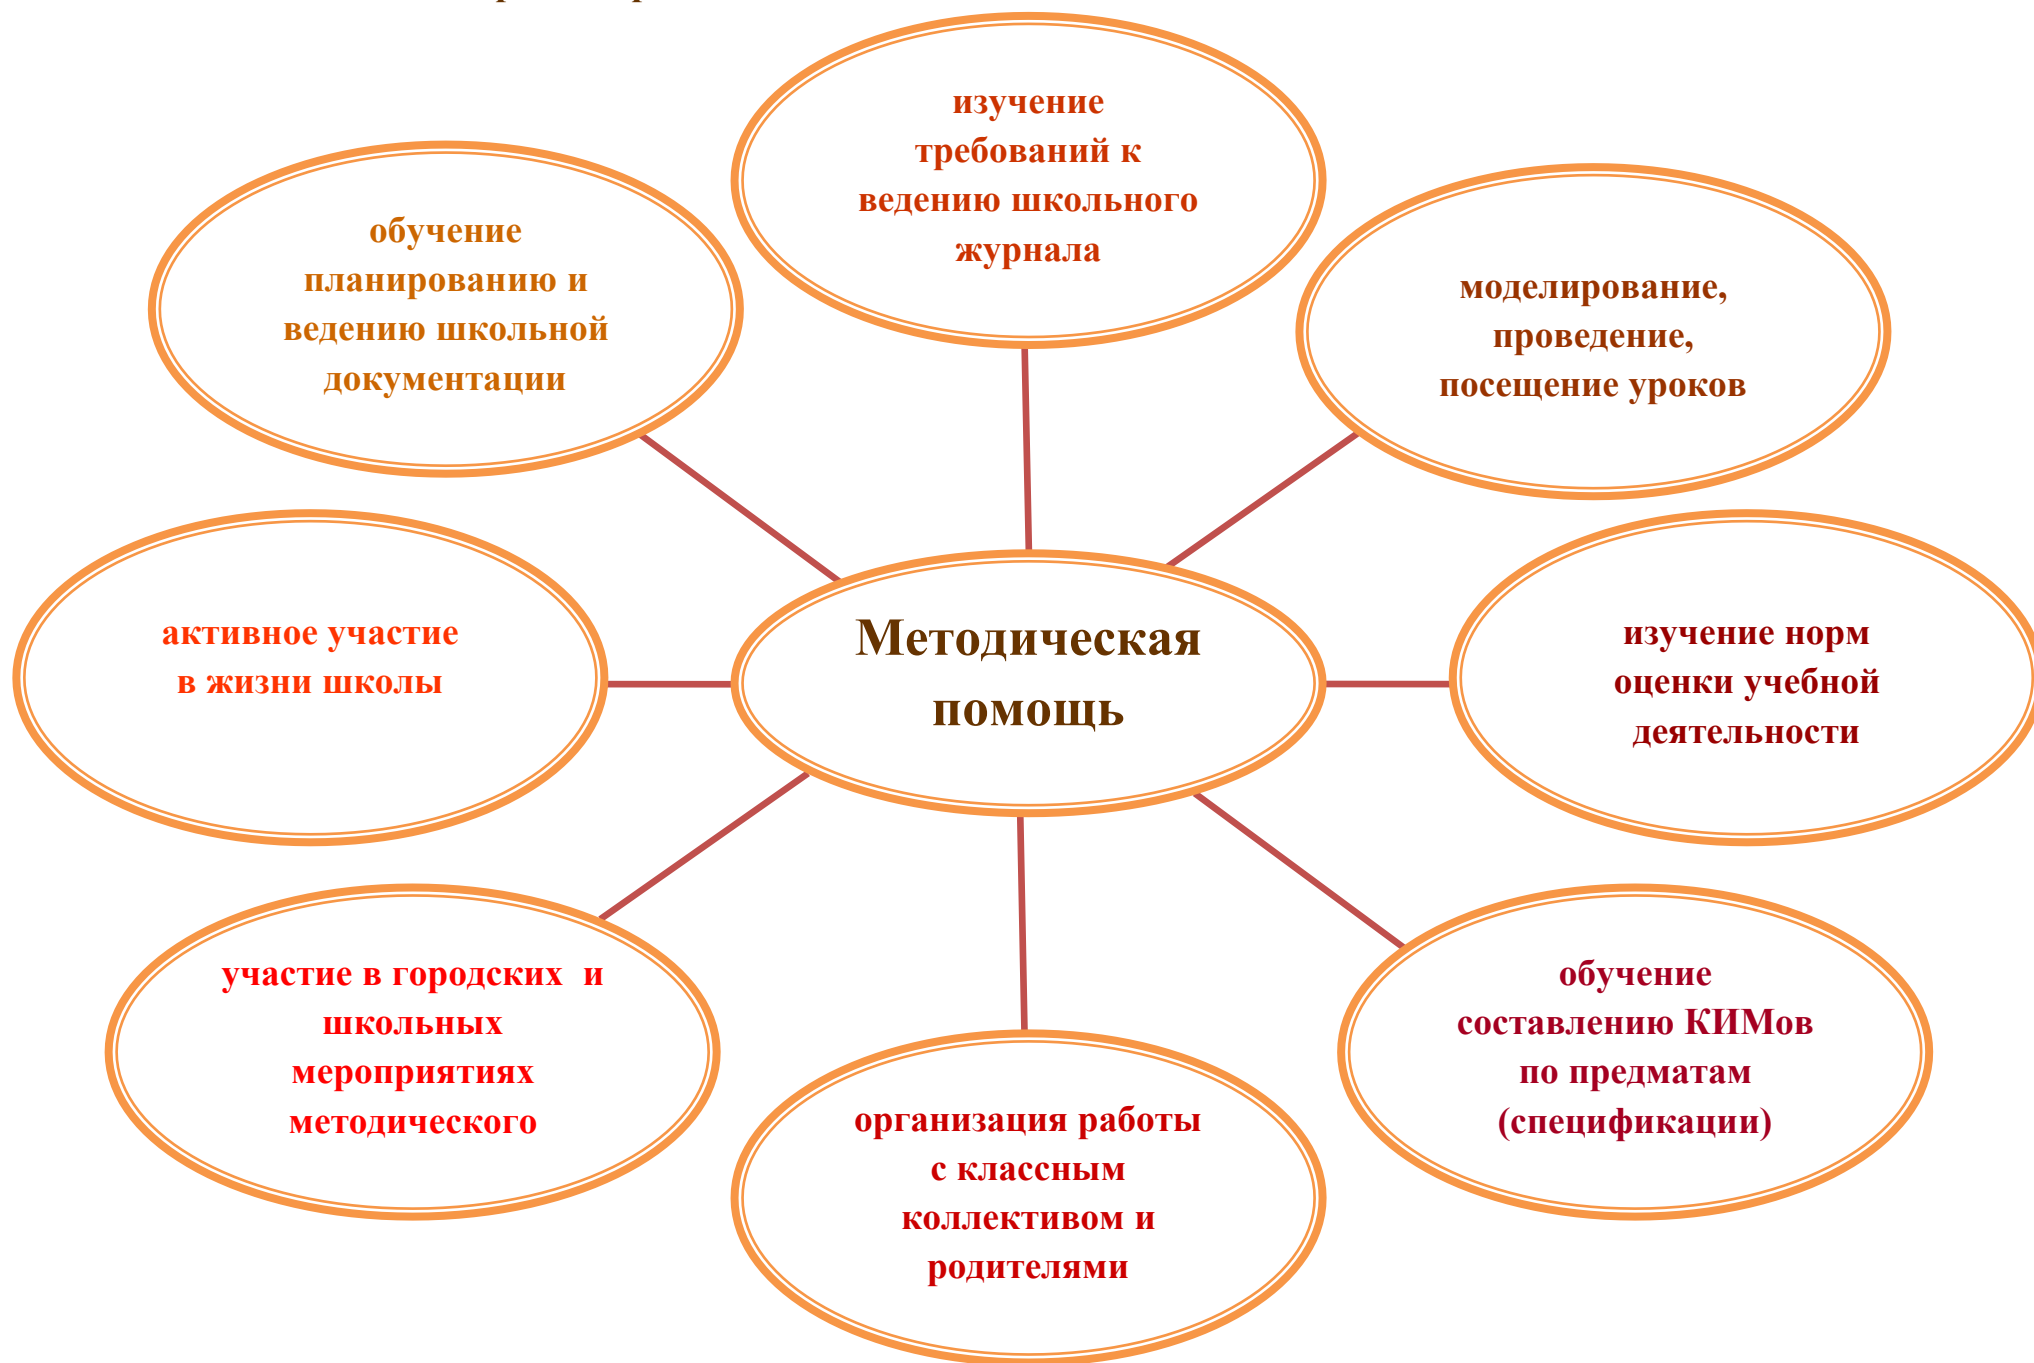 изучение
требований к
ведению школьного
журнала
обучение
планированию и
ведению школьной
документации
моделирование,
проведение,
посещение уроков
активное участие
в жизни школы
Методическая
помощь
изучение норм
оценки учебной
деятельности
участие в городских  и
школьных
мероприятиях
методического
организация работы
с классным
коллективом и
родителями
обучение
составлению КИМов
по предматам
(спецификации)